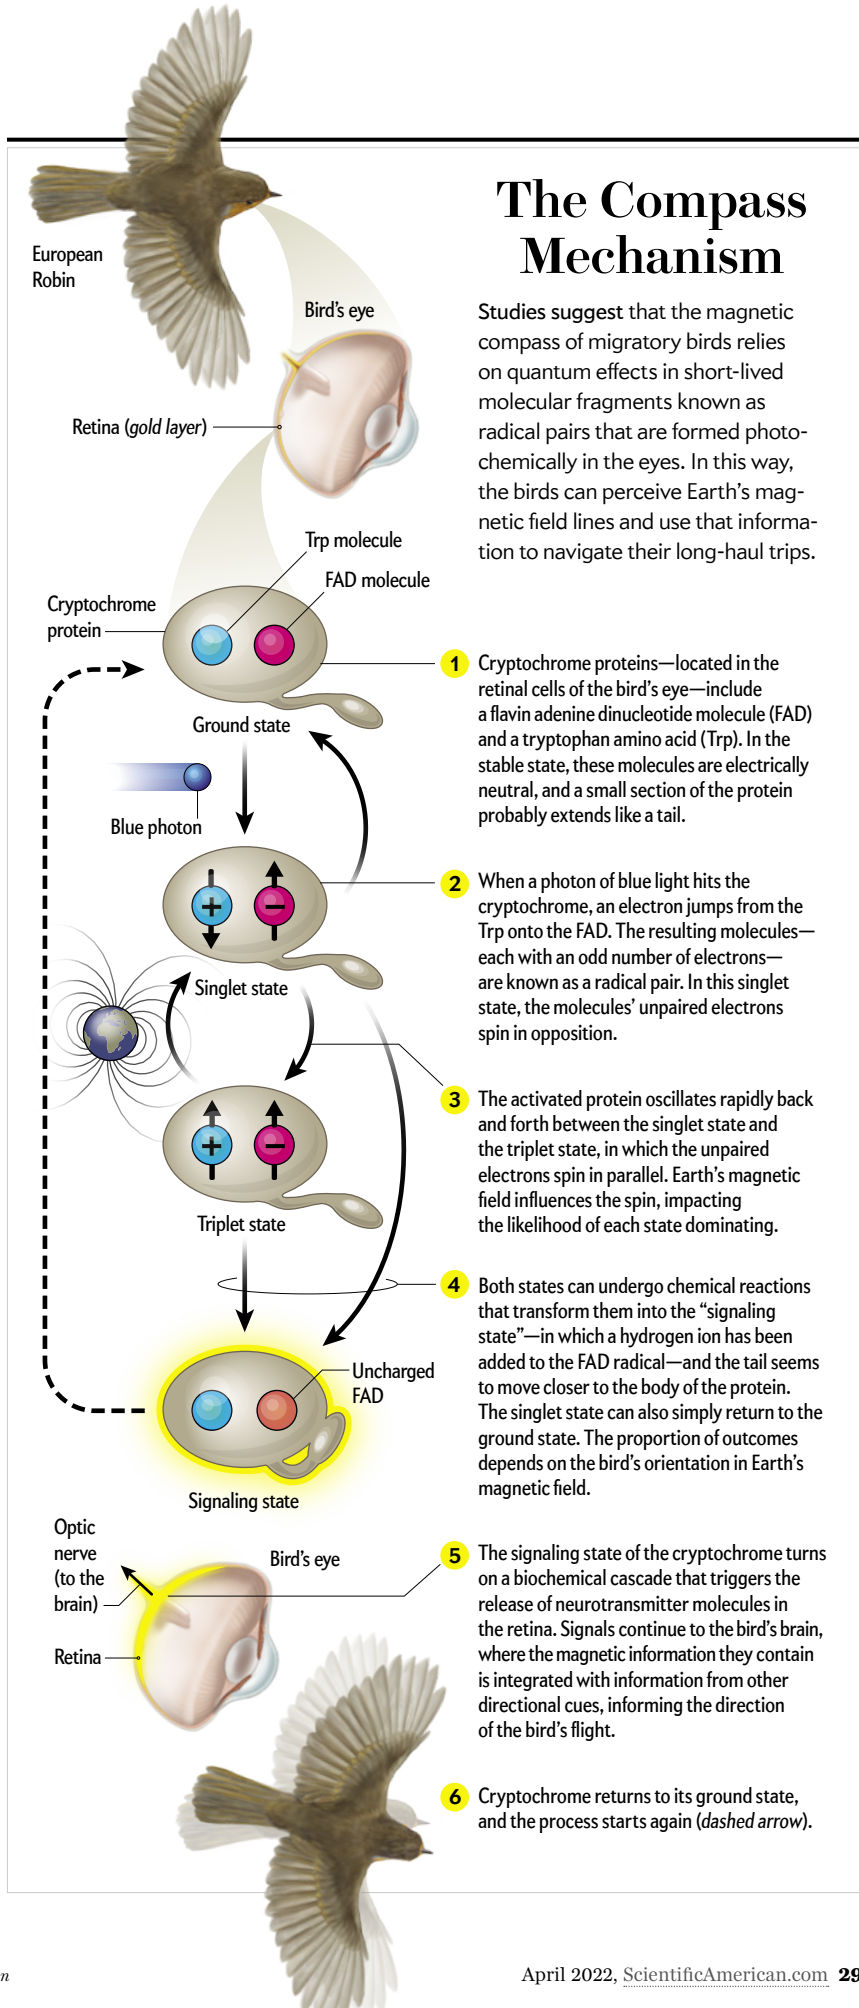 The Compass
Mechanism
Studies suggest that the magnetic
compass of migratory birds relies
on quantum effects in short-lived
molecular fragments known as
radical pairs that are formed photo-
chemically in the eyes. In this way,
the birds can perceive Earth’s mag-
netic field lines and use that informa-
tion to navigate their long-haul trips.
European
Robin
Bird’s eye
Retina (gold layer)
Trp molecule
FAD molecule
Cryptochrome
protein
Ground state
1 Cryptochrome proteins—located in the
retinal cells of the bird’s eye—include
a flavin adenine dinucleotide molecule (FAD)
and a tryptophan amino acid (Trp). In the
stable state, these molecules are electrically
neutral, and a small section of the protein
probably extends like a tail.
Blue photon
+
−
Singlet state
2 When a photon of blue light hits the
cryptochrome, an electron jumps from the
Trp onto the FAD. The resulting molecules—
each with an odd number of electrons—
are known as a radical pair. In this singlet
state, the molecules’ unpaired electrons
spin in opposition.
+
−
Triplet state
3 The activated protein oscillates rapidly back
and forth between the singlet state and
the triplet state, in which the unpaired
electrons spin in parallel. Earth’s magnetic
field influences the spin, impacting
the likelihood of each state dominating.
4 Both states can undergo chemical reactions
that transform them into the “signaling
state”—in which a hydrogen ion has been
added to the FAD radical—and the tail seems
to move closer to the body of the protein.
The singlet state can also simply return to the
ground state. The proportion of outcomes
depends on the bird’s orientation in Earth’s
magnetic field.
Uncharged
FAD
Signaling state
Optic
nerve
(to the
brain)
Bird’s eye
Retina
5 The signaling state of the cryptochrome turns
on a biochemical cascade that triggers the
release of neurotransmitter molecules in
the retina. Signals continue to the bird’s brain,
where the magnetic information they contain
is integrated with information from other
directional cues, informing the direction
of the bird’s flight.
6 Cryptochrome returns to its ground state,
and the process starts again (dashed arrow).
n
April 2022, ScientificAmerican.com 29